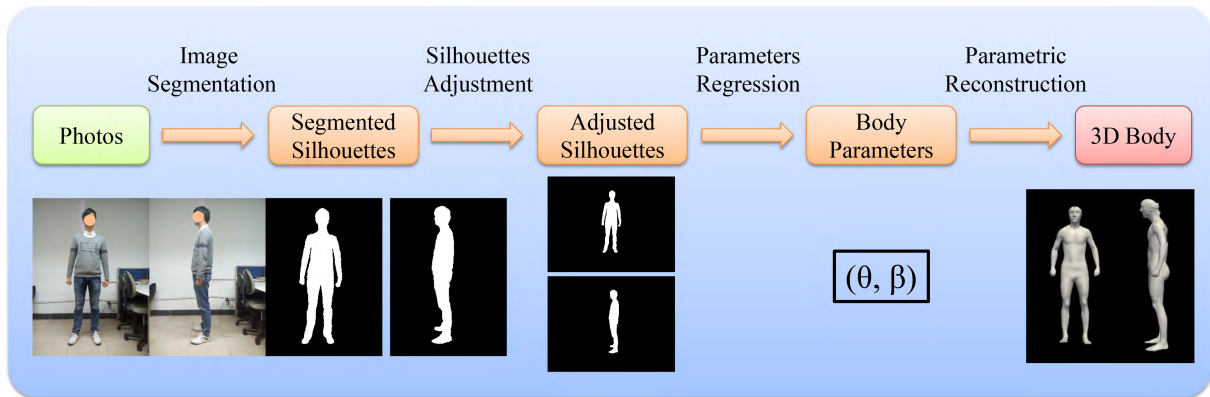 Image
Segmentation
Silhouettes
Adjustment
Parameters
Regression
Parametric
Reconstruction
Photos
Segmented
Silhouettes
Adjusted
Silhouettes
Body
Parameters
3D Body
(θ, β)